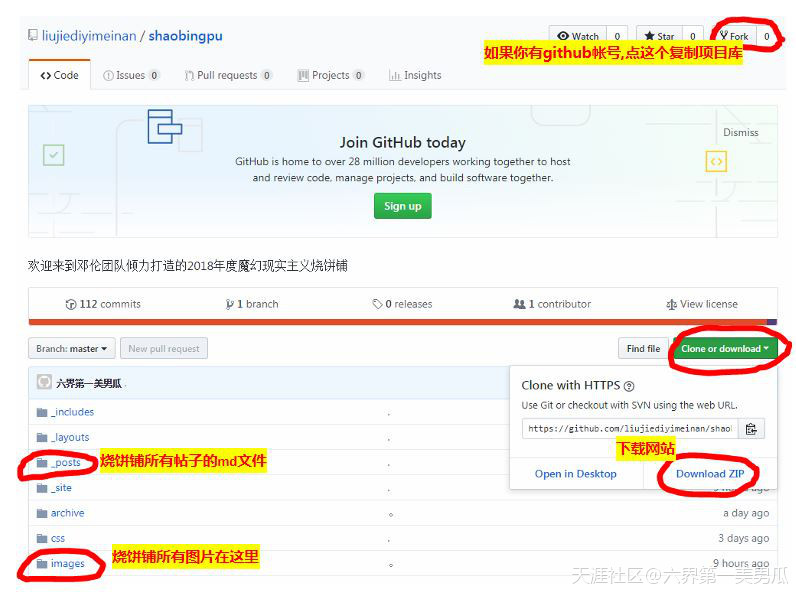 liujiediyimeinan / shaobingpu
Watch 0 Star 0 Fork 0
如果你有github帐号,点这个复制项目库
Code Issues 0 Pull requests 0 Projects 0 Insights
Join GitHub today
Dismiss
GitHub is home to over 28 million developers working together to host
and review code, manage projects, and build software together.
Sign up
欢迎来到邓伦团队倾力打造的2018年度魔幻现实主义烧饼铺
112 commits 1 branch 0 releases 1 contributor View license
Branch: master New pull request Find file Clone or download
六界第一美男瓜 .
Clone with HTTPS
Use Git or checkout with SVN using the web URL.
https://github.com/liujiediyimeinan/shaol
下载网站
Open in Desktop Download ZIP
_includes .
_layouts .
_posts 烧饼铺所有帖子的md文件 .
_site . 9 hours ago
archive 。 a day ago
css . 3 days ago
images 烧饼铺所有图片在这里 。 9 hours ago
天涯社区@六界第一美男瓜